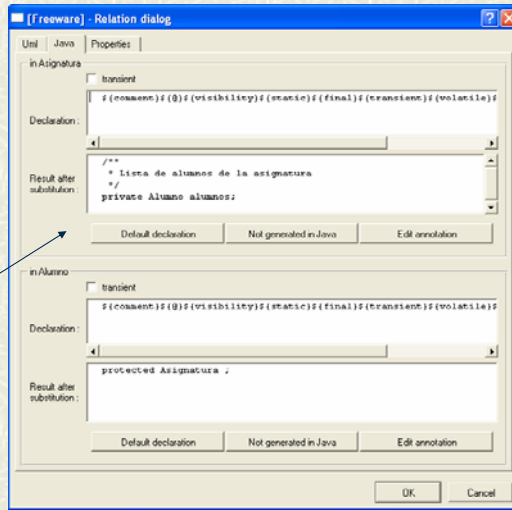 [Freeware] - Relation dialog
Uml Java Properties
in Asignatura
transient
Declaration :
${comment}${@}${visibility}${static}${final}${transient}${volatile}$
Result after substitution :
/**
* Lista de alumnos de la asignatura
*/
private Alumno alumnos;
Default declaration Not generated in Java Edit annotation
in Alumno
transient
Declaration :
${comment}${@}${visibility}${static}${final}${transient}${volatile}$
Result after substitution :
protected Asignatura ;
Default declaration Not generated in Java Edit annotation
OK Cancel